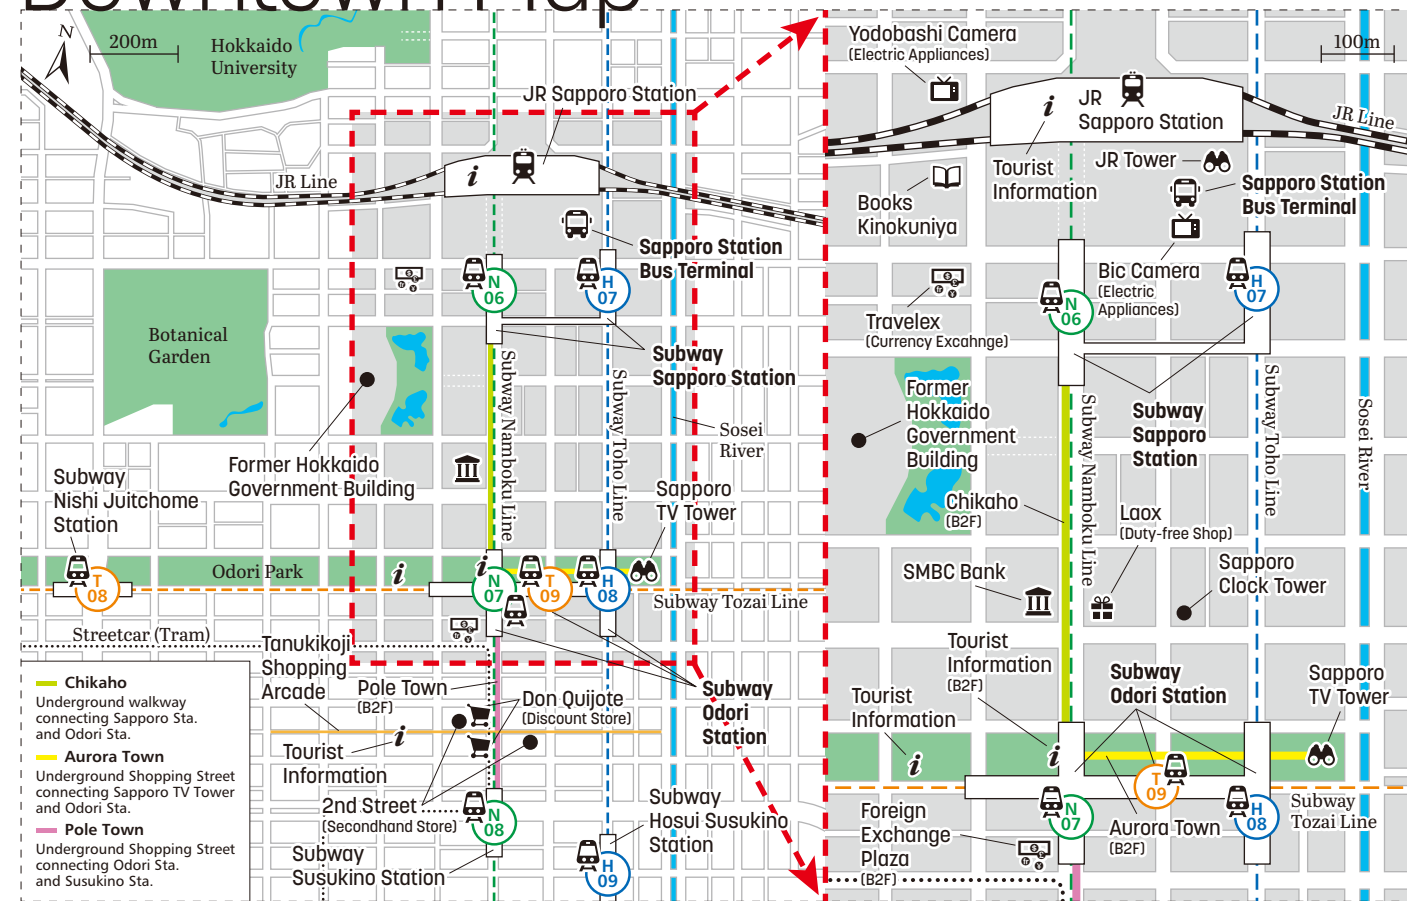 Downtown Map
N
200m
Hokkaido
University
JR Sapporo Station
i
JR Line
Sapporo Station
Bus Terminal
N
06
H
07
Botanical
Garden
Subway
Sapporo Station
Subway Namboku Line
Subway Toho Line
Sosei
River
Former Hokkaido
Government Building
Subway
Nishi Juitchome
Station
Sapporo
TV Tower
T
08
Odori Park
i
i
N
07
T
09
H
08
Subway Tozai Line
Streetcar (Tram)
Tanukikoji
Shopping
Arcade
Pole Town
(B2F)
Don Quijote
(Discount Store)
Subway
Odori
Station
Tourist
Information
i
2nd Street
(Secondhand Store)
N
08
Subway
Susukino Station
Subway
Hosui Susukino
Station
H
09
Chikaho
Underground walkway
connecting Sapporo Sta.
and Odori Sta.
Aurora Town
Underground Shopping Street
connecting Sapporo TV Tower
and Odori Sta.
Pole Town
Underground Shopping Street
connecting Odori Sta.
and Susukino Sta.
Yodobashi Camera
(Electric Appliances)
100m
i
JR
Sapporo Station
JR Line
Tourist
Information
JR Tower
Books
Kinokuniya
Sapporo Station
Bus Terminal
Bic Camera
(Electric
Appliances)
N
06
H
07
Travelex
(Currency Excahnge)
Former
Hokkaido
Government
Building
Subway
Sapporo
Station
Subway Namboku Line
Subway Toho Line
Sosei River
Chikaho
(B2F)
Laox
(Duty-free Shop)
SMBC Bank
Sapporo
Clock Tower
Tourist
Information
(B2F)
Subway
Odori Station
Sapporo
TV Tower
Tourist
Information
i
i
T
09
N
07
H
08
Subway
Tozai Line
Aurora Town
(B2F)
Foreign
Exchange
Plaza
(B2F)